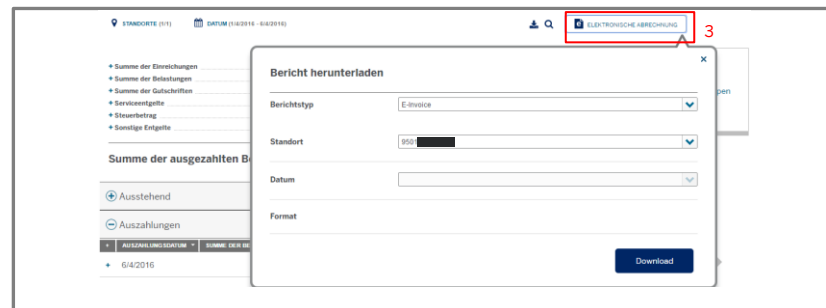 STANDORTE (1/1) DATUM (1/4/2016 - 6/4/2016) ELEKTRONISCHE ABRECHNUNG 3
+ Summe der Einreichungen
+ Summe der Belastungen
+ Summe der Gutschriften
+ Serviceentgelte
+ Steuerbetrag
+ Sonstige Entgelte
Summe der ausgezahlten B
Ausstehend
Auszahlungen
+ AUSZAHLUNGSDATUM SUMME DER BE
+ 6/4/2016
Bericht herunterladen ×
Berichtstyp E-Invoice
Standort 9501
Datum
Format
Download
pen